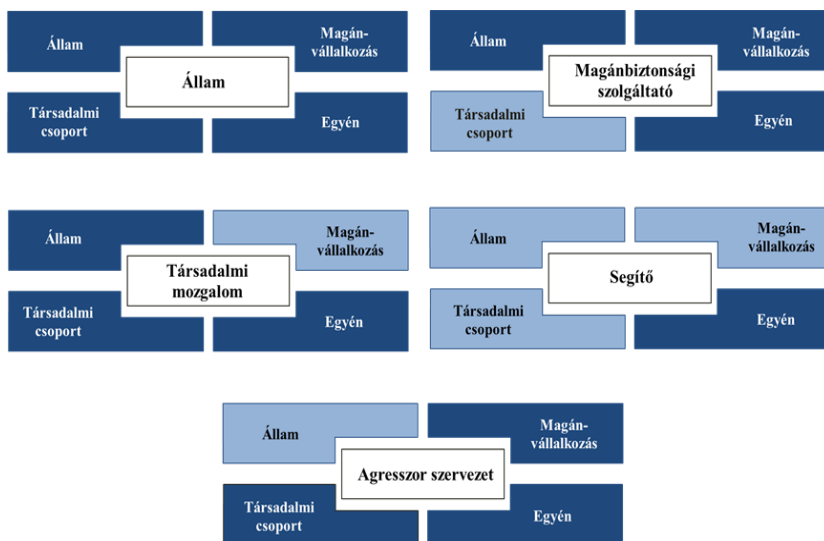 Állam
Magán-
vállalkozás
Állam
Társadalmi
csoport
Egyén
Állam
Magán-
vállalkozás
Magánbiztonsági
szolgáltató
Társadalmi
csoport
Egyén
Állam
Magán-
vállalkozás
Társadalmi
mozgalom
Társadalmi
csoport
Egyén
Állam
Magán-
vállalkozás
Segítő
Társadalmi
csoport
Egyén
Állam
Magán-
vállalkozás
Agresszor szervezet
Társadalmi
csoport
Egyén